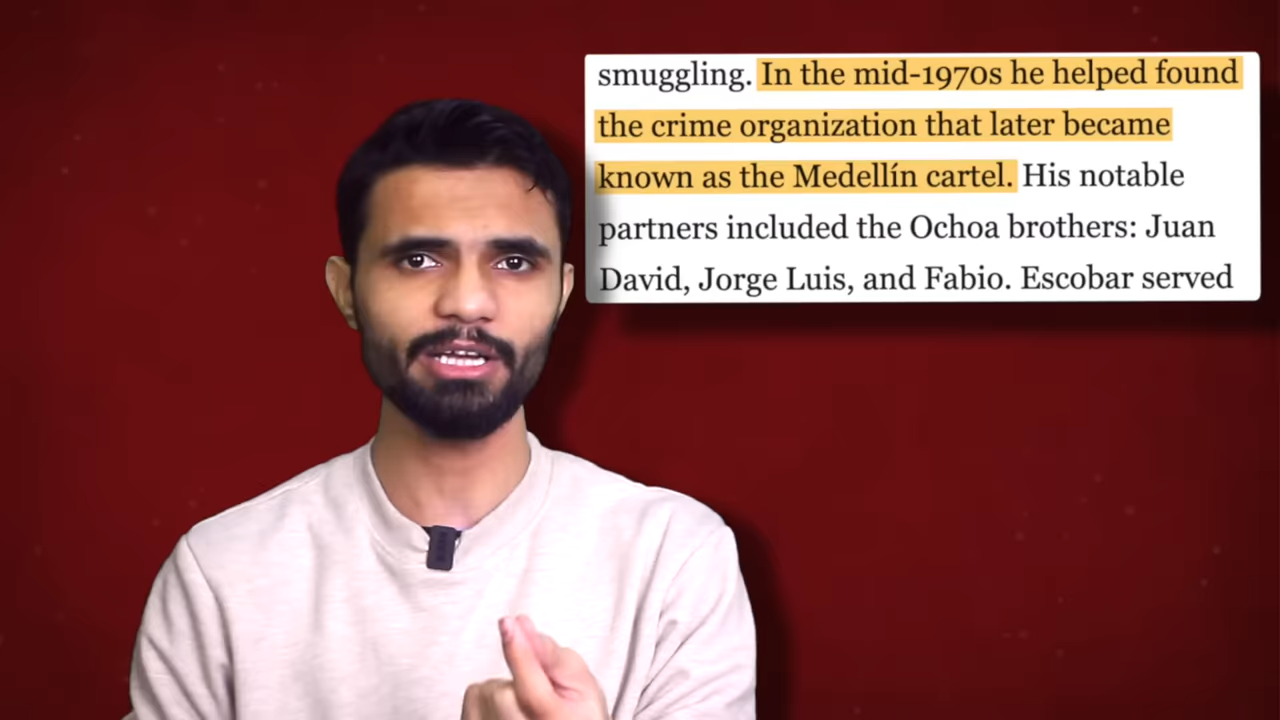 smuggling. In the mid-1970s he helped found
the crime organization that later became
known as the Medellín cartel. His notable
partners included the Ochoa brothers: Juan
David, Jorge Luis, and Fabio. Escobar served